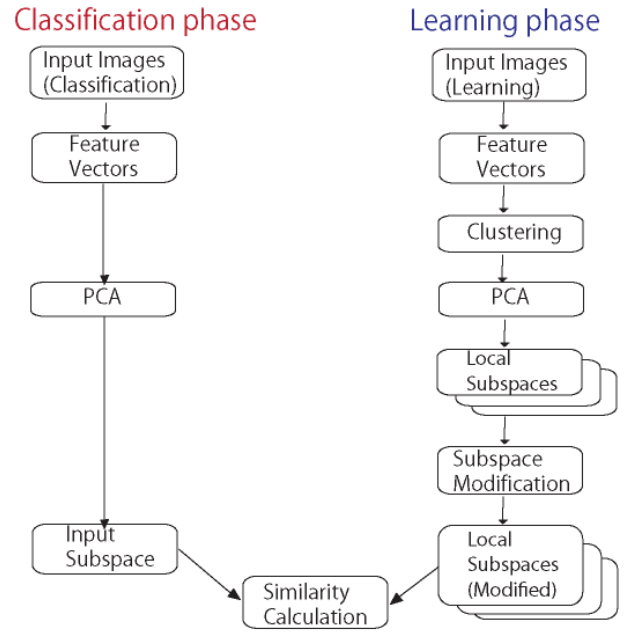 Classification phase
Input Images
(Classification)
Feature
Vectors
PCA
Input
Subspace
Learning phase
Input Images
(Learning)
Feature
Vectors
Clustering
PCA
Local
Subspaces
Subspace
Modification
Local
Subspaces
(Modified)
Similarity
Calculation